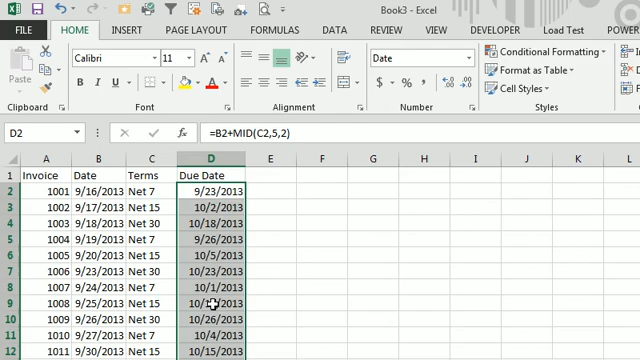 Book3 - Excel
FILE HOME INSERT PAGE LAYOUT FORMULAS DATA REVIEW VIEW DEVELOPER Load Test POWER
Calibri 11 Date Conditional Formatting
Paste B I U $ % , Format as Table
Cell Styles
Clipboard Font Alignment Number Styles
D2 fx =B2+MID(C2,5,2)
A B C D E F G H I J K L
1 Invoice Date Terms Due Date
2 1001 9/16/2013 Net 7 9/23/2013
3 1002 9/17/2013 Net 15 10/2/2013
4 1003 9/18/2013 Net 30 10/18/2013
5 1004 9/19/2013 Net 7 9/26/2013
6 1005 9/20/2013 Net 15 10/5/2013
7 1006 9/23/2013 Net 30 10/23/2013
8 1007 9/24/2013 Net 7 10/1/2013
9 1008 9/25/2013 Net 15
10 1009 9/26/2013 Net 30 10/26/2013
11 1010 9/27/2013 Net 7 10/4/2013
12 1011 9/30/2013 Net 15 10/15/2013